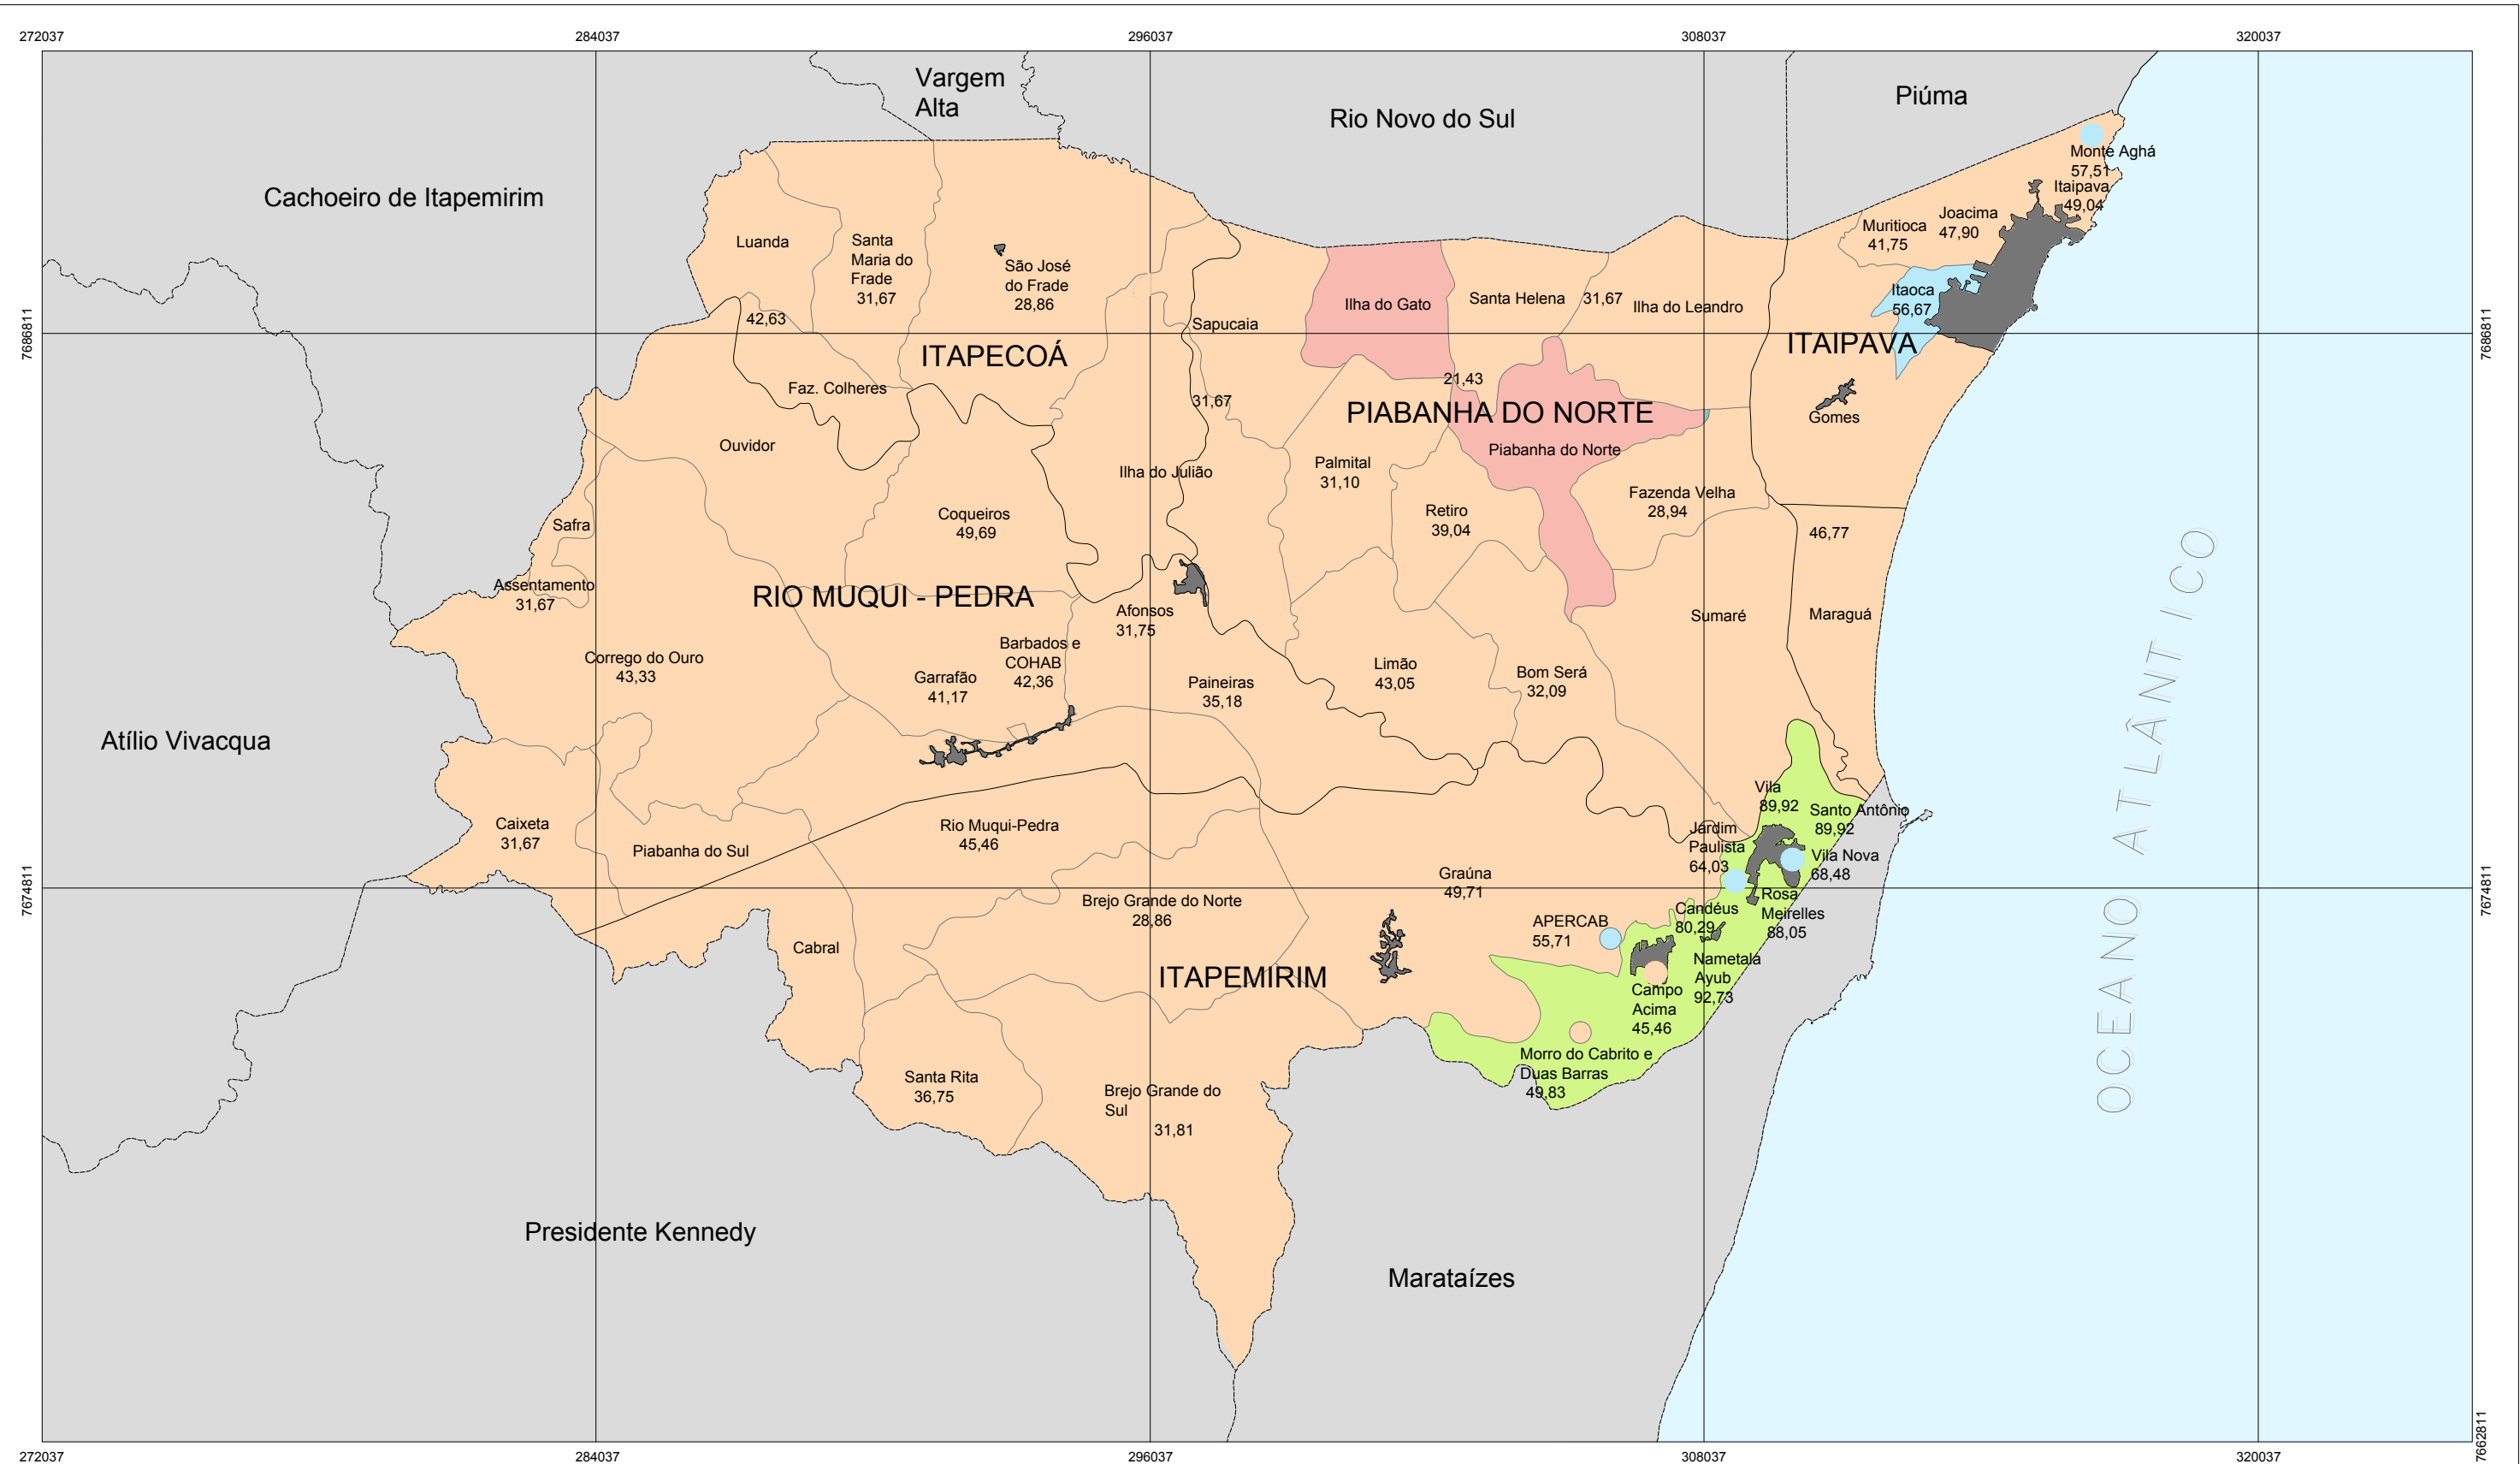 272037
284037
296037
308037
320037
Vargem
Alta
Rio Novo do Sul
Piúma
Cachoeiro de Itapemirim
Monte Aghá
57,51
Itaipava
49,04
Joacima
47,90
Muritioca
41,75
Luanda
Santa
Maria do
Frade
31,67
São José
do Frade
28,86
Itaoca
56,67
Ilha do Gato
Santa Helena
31,67
Ilha do Leandro
42,63
Sapucaia
7686811
7686811
ITAPECOÁ
ITAIPAVA
Faz. Colheres
31,67
21,43
PIABANHA DO NORTE
Gomes
Ouvidor
Piabanha do Norte
Ilha do Julião
Palmital
31,10
Fazenda Velha
28,94
Retiro
39,04
Coqueiros
49,69
Safra
46,77
Assentamento
31,67
RIO MUQUI - PEDRA
Afonsos
31,75
Sumaré
Maraguá
Barbados e
COHAB
42,36
Corrego do Ouro
43,33
Garrafão
41,17
Paineiras
35,18
Limão
43,05
Bom Será
32,09
OCEANO ATLÂNTICO
Atílio Vivacqua
Vila
89,92
Santo Antônio
89,92
Caixeta
31,67
Rio Muqui-Pedra
45,46
Jardim
Paulista
64,03
Vila Nova
68,48
Piabanha do Sul
Graúna
49,71
7674811
7674811
Rosa
Meirelles
88,05
Brejo Grande do Norte
28,86
Candéus
80,29
APERCAB
55,71
Cabral
ITAPEMIRIM
Nametala
Ayub
92,73
Campo
Acima
45,46
Morro do Cabrito e
Duas Barras
49,83
Santa Rita
36,75
Brejo Grande do
Sul
31,81
Presidente Kennedy
Marataízes
7662811
272037
284037
296037
308037
320037